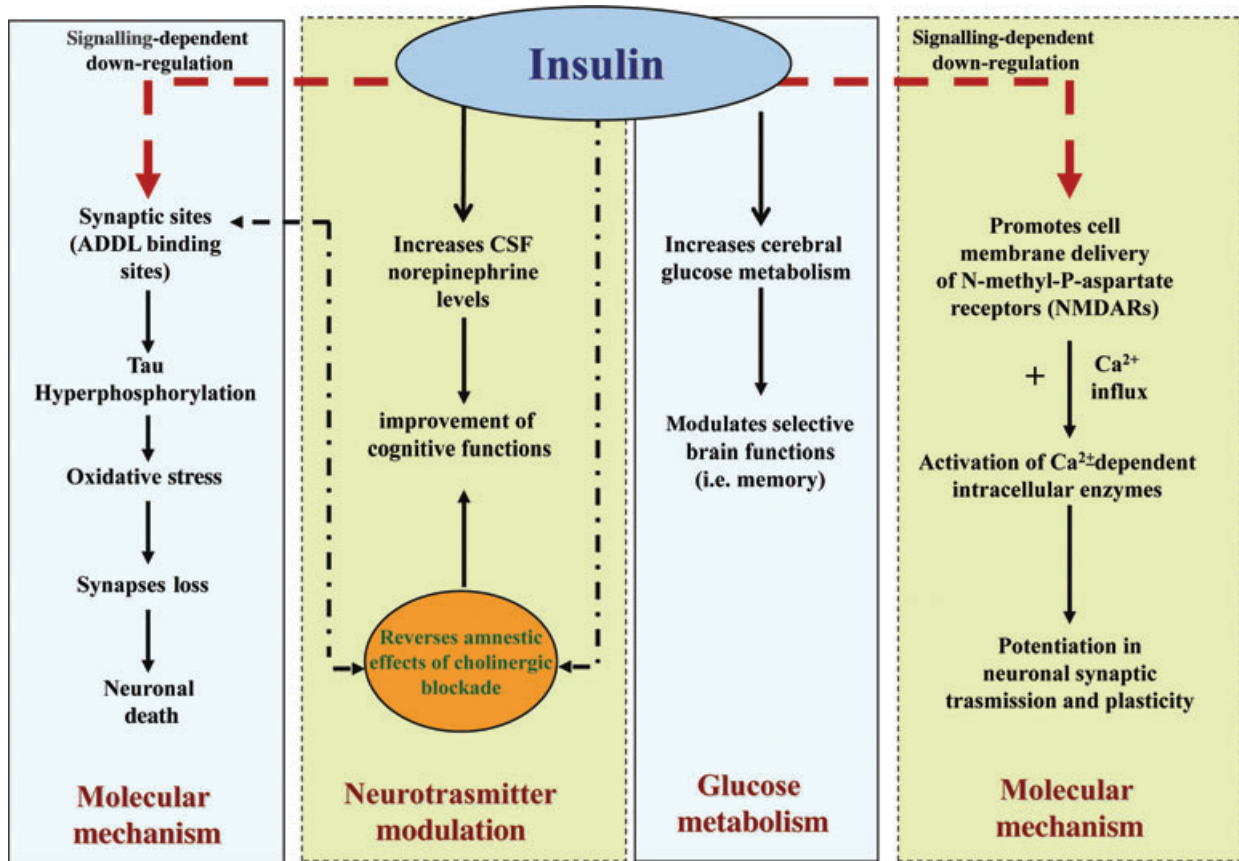 Insulin
Signalling-dependent
down-regulation
Synaptic sites
(ADDL binding
sites)
Tau
Hyperphosphorylation
Oxidative stress
Synapses loss
Neuronal
death
Molecular
mechanism
Increases CSF
norepinephrine
levels
improvement of
cognitive functions
Reverses amnestic
effects of cholinergic
blockade
Neurotrasmitter
modulation
Increases cerebral
glucose metabolism
Modulates selective
brain functions
(i.e. memory)
Glucose
metabolism
Signalling-dependent
down-regulation
Promotes cell
membrane delivery
of N-methyl-P-aspartate
receptors (NMDARs)
+
Ca²⁺
influx
Activation of Ca²⁺-dependent
intracellular enzymes
Potentiation in
neuronal synaptic
trasmission and plasticity
Molecular
mechanism